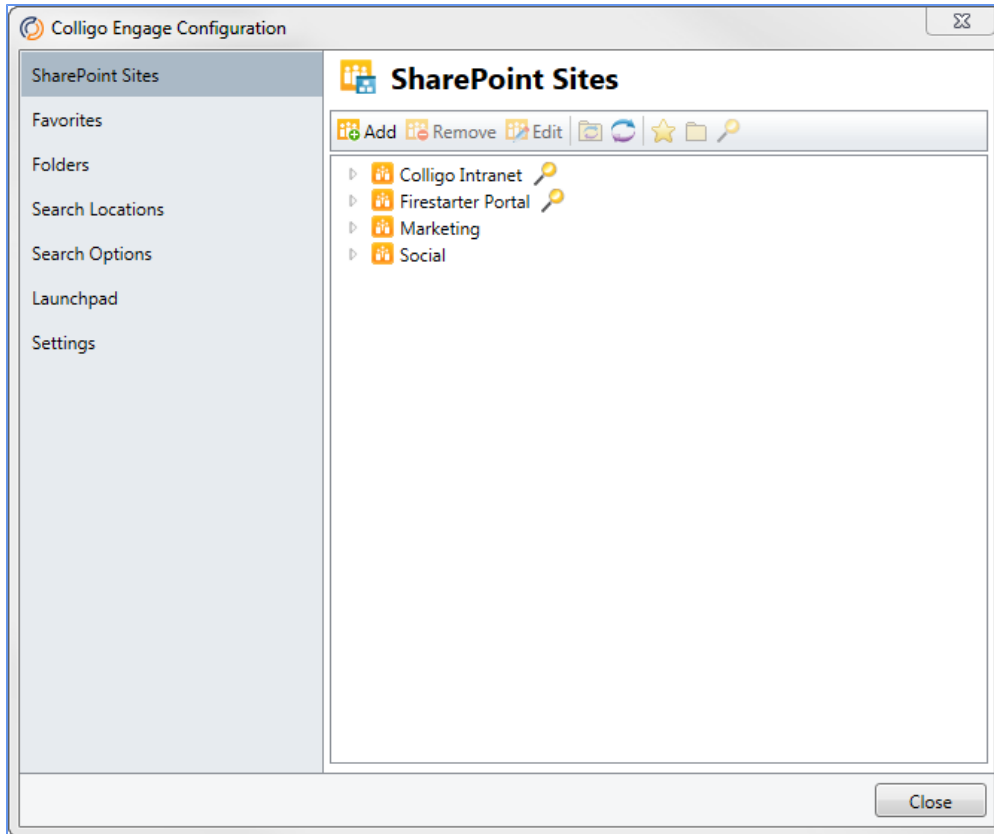 Colligo Engage Configuration
SharePoint Sites
Favorites
Folders
Search Locations
Search Options
Launchpad
Settings
SharePoint Sites
Add Remove Edit
Colligo Intranet
Firestarter Portal
Marketing
Social
Close